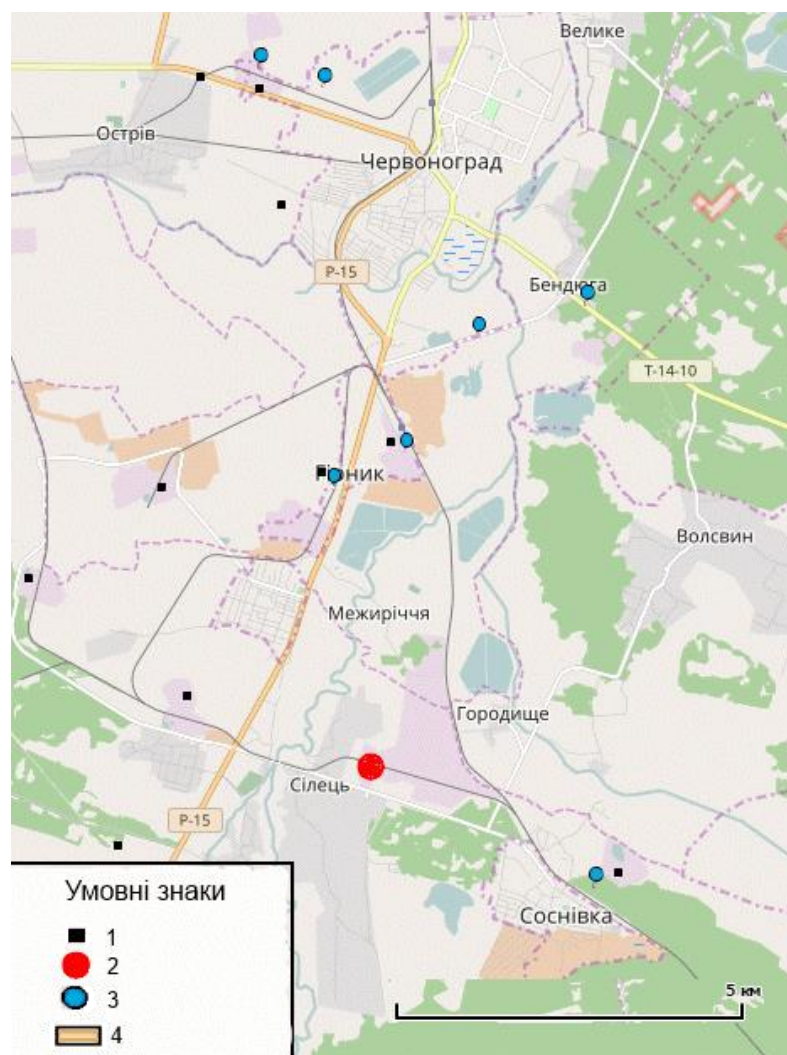 Велике
Острів
Червоноград
Р-15
Бендюга
Т-14-10
Гірник
Волсвин
Межиріччя
Городище
Сілець
Р-15
Соснівка
Умовні знаки
1
2
3
4
5 км